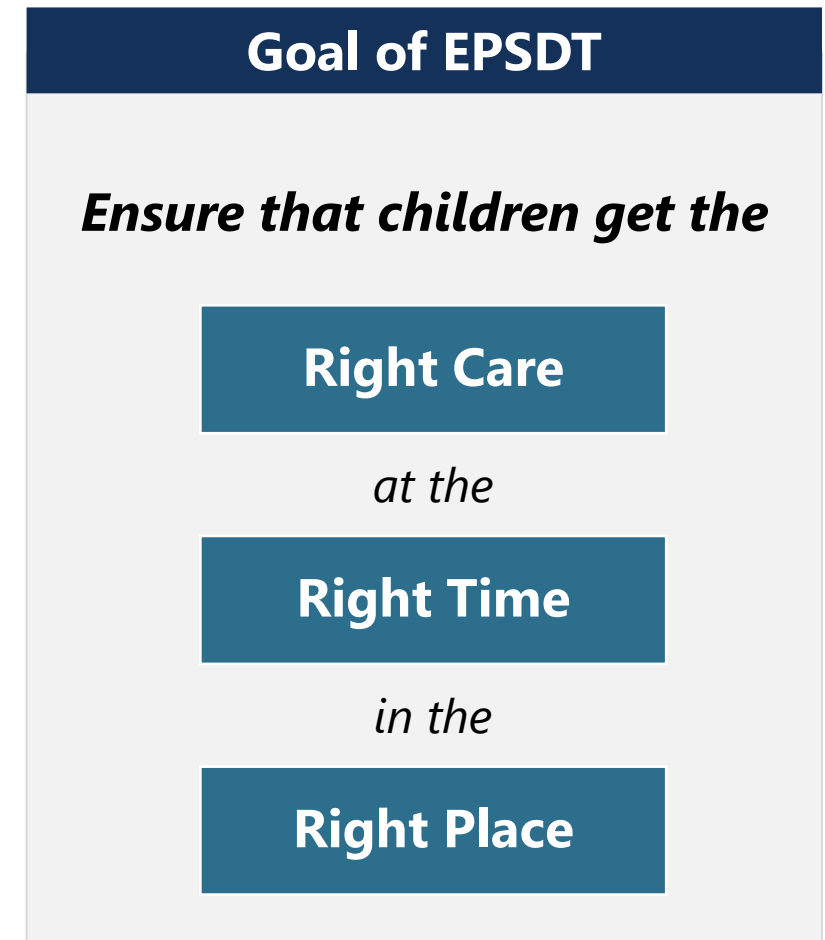 Goal of EPSDT
Ensure that children get the
Right Care
at the
Right Time
in the
Right Place